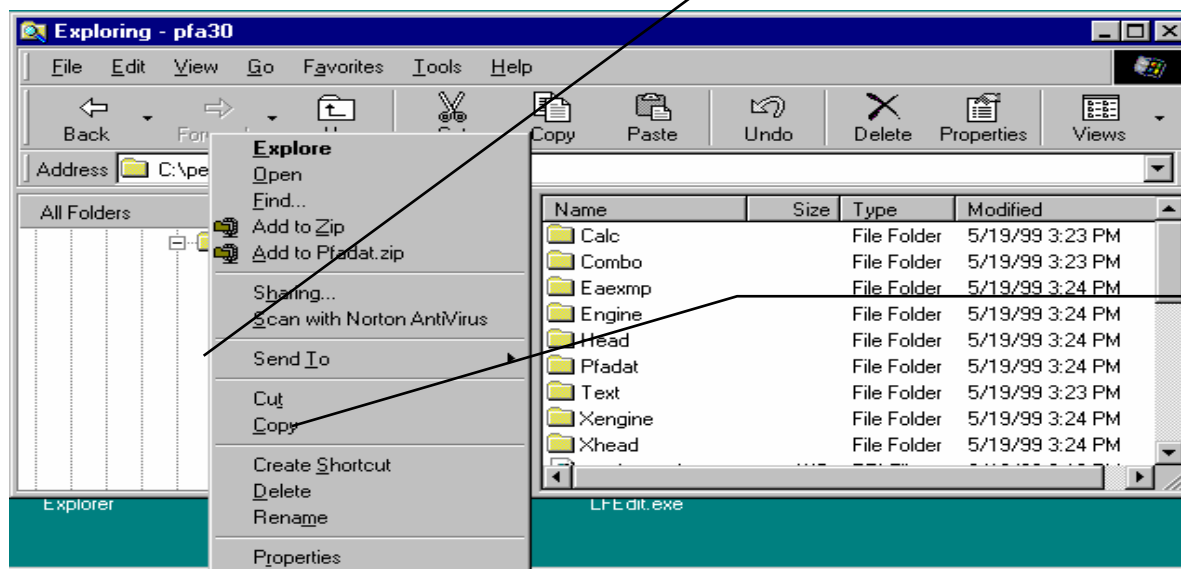 Exploring - pfa30
File Edit View Go Favorites Tools Help
Back Copy Paste Undo Delete Properties Views
Address C:\pe
All Folders
Explore
Open
Find...
Add to Zip
Add to Pfadat.zip
Sharing...
Scan with Norton AntiVirus
Send To
Cut
Copy
Create Shortcut
Delete
Rename
Properties
Name Size Type Modified
Calc File Folder 5/19/99 3:23 PM
Combo File Folder 5/19/99 3:23 PM
Eaexmp File Folder 5/19/99 3:24 PM
Engine File Folder 5/19/99 3:24 PM
Head File Folder 5/19/99 3:24 PM
Pfadat File Folder 5/19/99 3:24 PM
Text File Folder 5/19/99 3:23 PM
Xengine File Folder 5/19/99 3:24 PM
Xhead File Folder 5/19/99 3:24 PM
Explorer LFEdit.exe